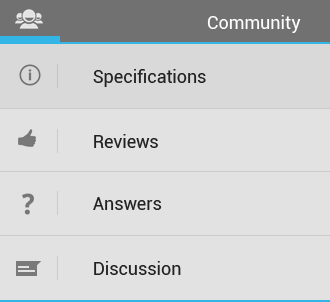 Community
Specifications
Reviews
Answers
Discussion